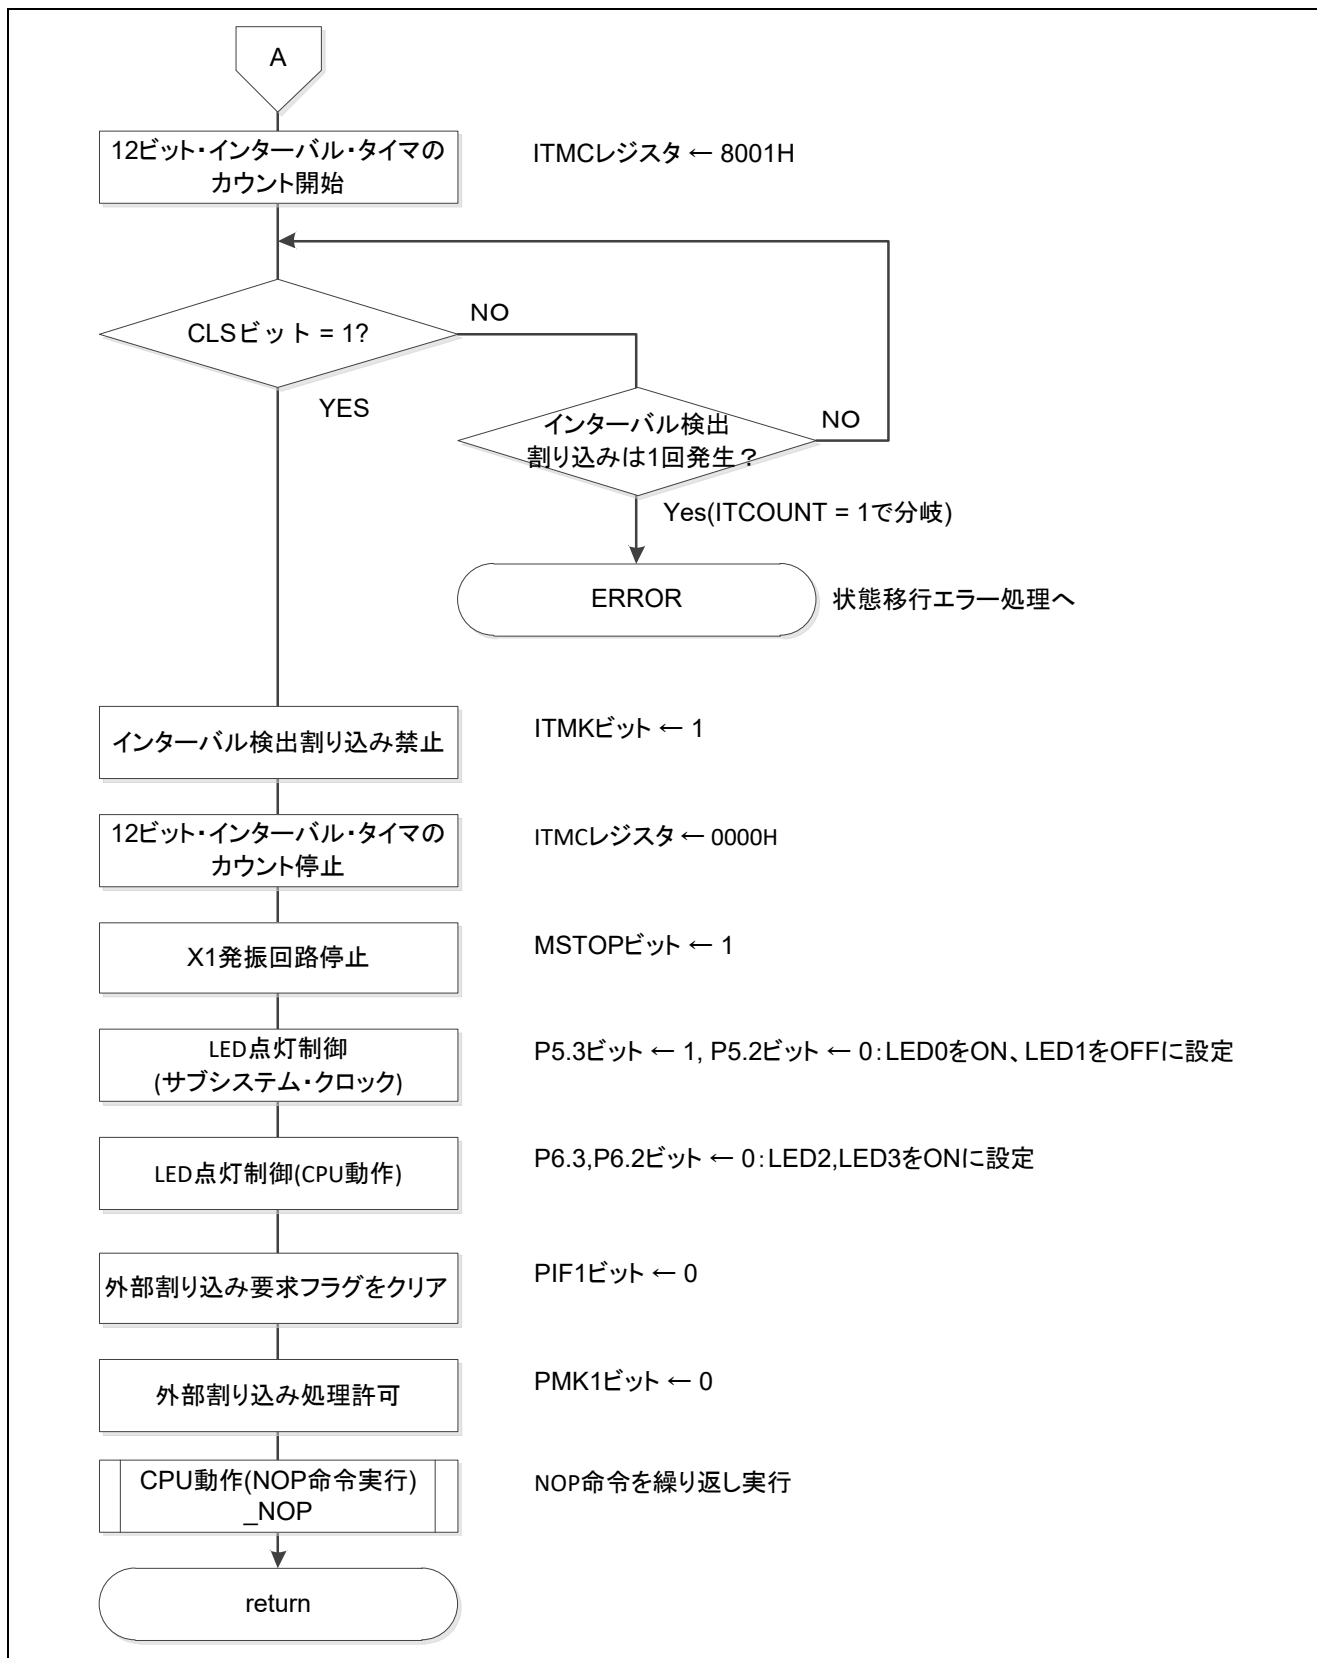 A
12ビット・インターバル・タイマの
カウント開始
ITMCレジスタ ← 8001H
CLSビット = 1?
NO
YES
インターバル検出
割り込みは1回発生？
NO
Yes(ITCOUNT = 1で分岐)
ERROR
状態移行エラー処理へ
インターバル検出割り込み禁止
ITMKビット ← 1
12ビット・インターバル・タイマの
カウント停止
ITMCレジスタ ← 0000H
X1発振回路停止
MSTOPビット ← 1
LED点灯制御
(サブシステム・クロック)
P5.3ビット ← 1, P5.2ビット ← 0:LED0をON、LED1をOFFに設定
LED点灯制御(CPU動作)
P6.3,P6.2ビット ← 0:LED2,LED3をONに設定
外部割り込み要求フラグをクリア
PIF1ビット ← 0
外部割り込み処理許可
PMK1ビット ← 0
CPU動作(NOP命令実行)
_NOP
NOP命令を繰り返し実行
return